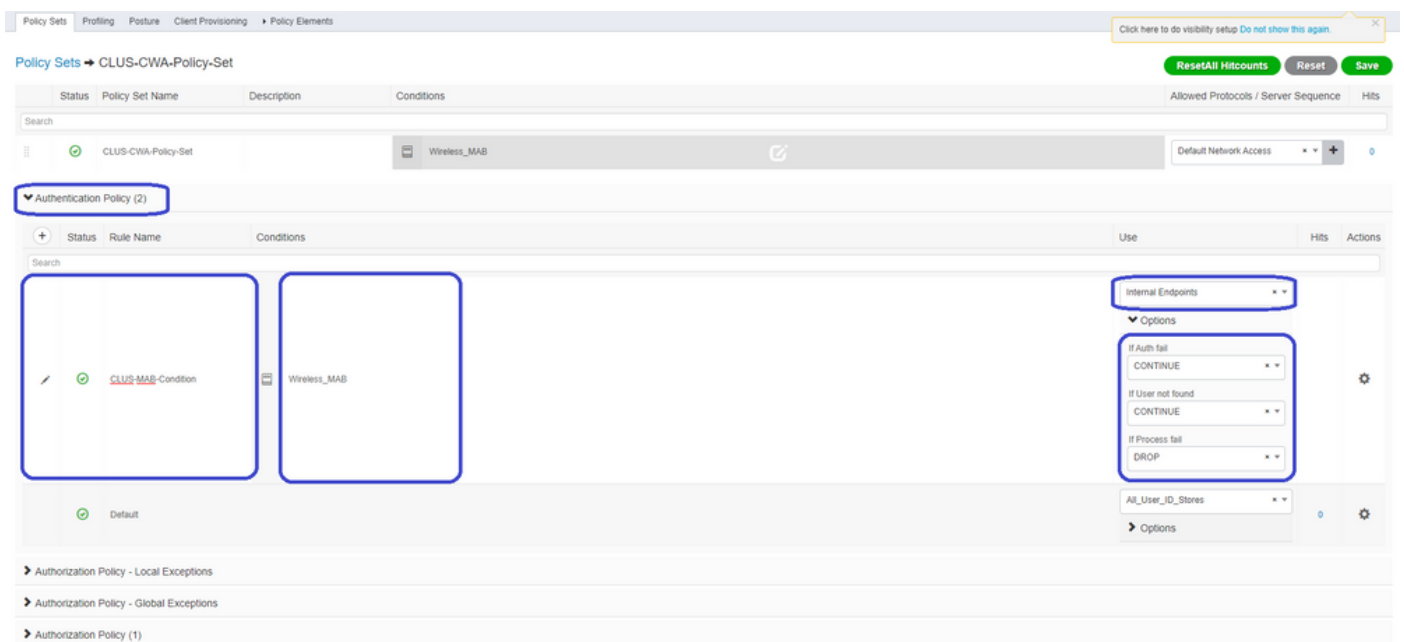 Policy Sets Profiling Posture Client Provisioning Policy Elements
Click here to do visibility setup Do not show this again.
Policy Sets → CLUS-CWA-Policy-Set
ResetAll Hitcounts Reset Save
Status Policy Set Name Description Conditions Allowed Protocols / Server Sequence Hits
Search
CLUS-CWA-Policy-Set Wireless_MAB Default Network Access 0
Authentication Policy (2)
Status Rule Name Conditions Use Hits Actions
Search
Internal Endpoints
Options
If Auth fail
CONTINUE
CLUS-MAB-Condition Wireless_MAB
If User not found
CONTINUE
If Process fail
DROP
All_User_ID_Stores
Default 0
Options
Authorization Policy - Local Exceptions
Authorization Policy - Global Exceptions
Authorization Policy (1)